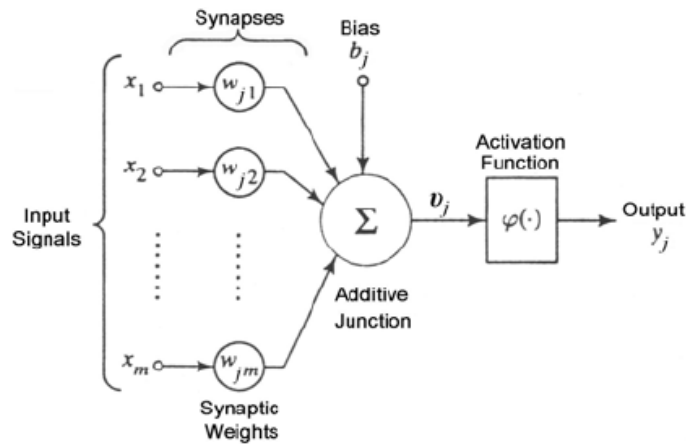 Synapses
Bias
b_j
x_1
w_j1
x_2
w_j2
Input
Signals
Σ
v_j
Activation
Function
φ(·)
Output
y_j
Additive
Junction
x_m
w_jm
Synaptic
Weights